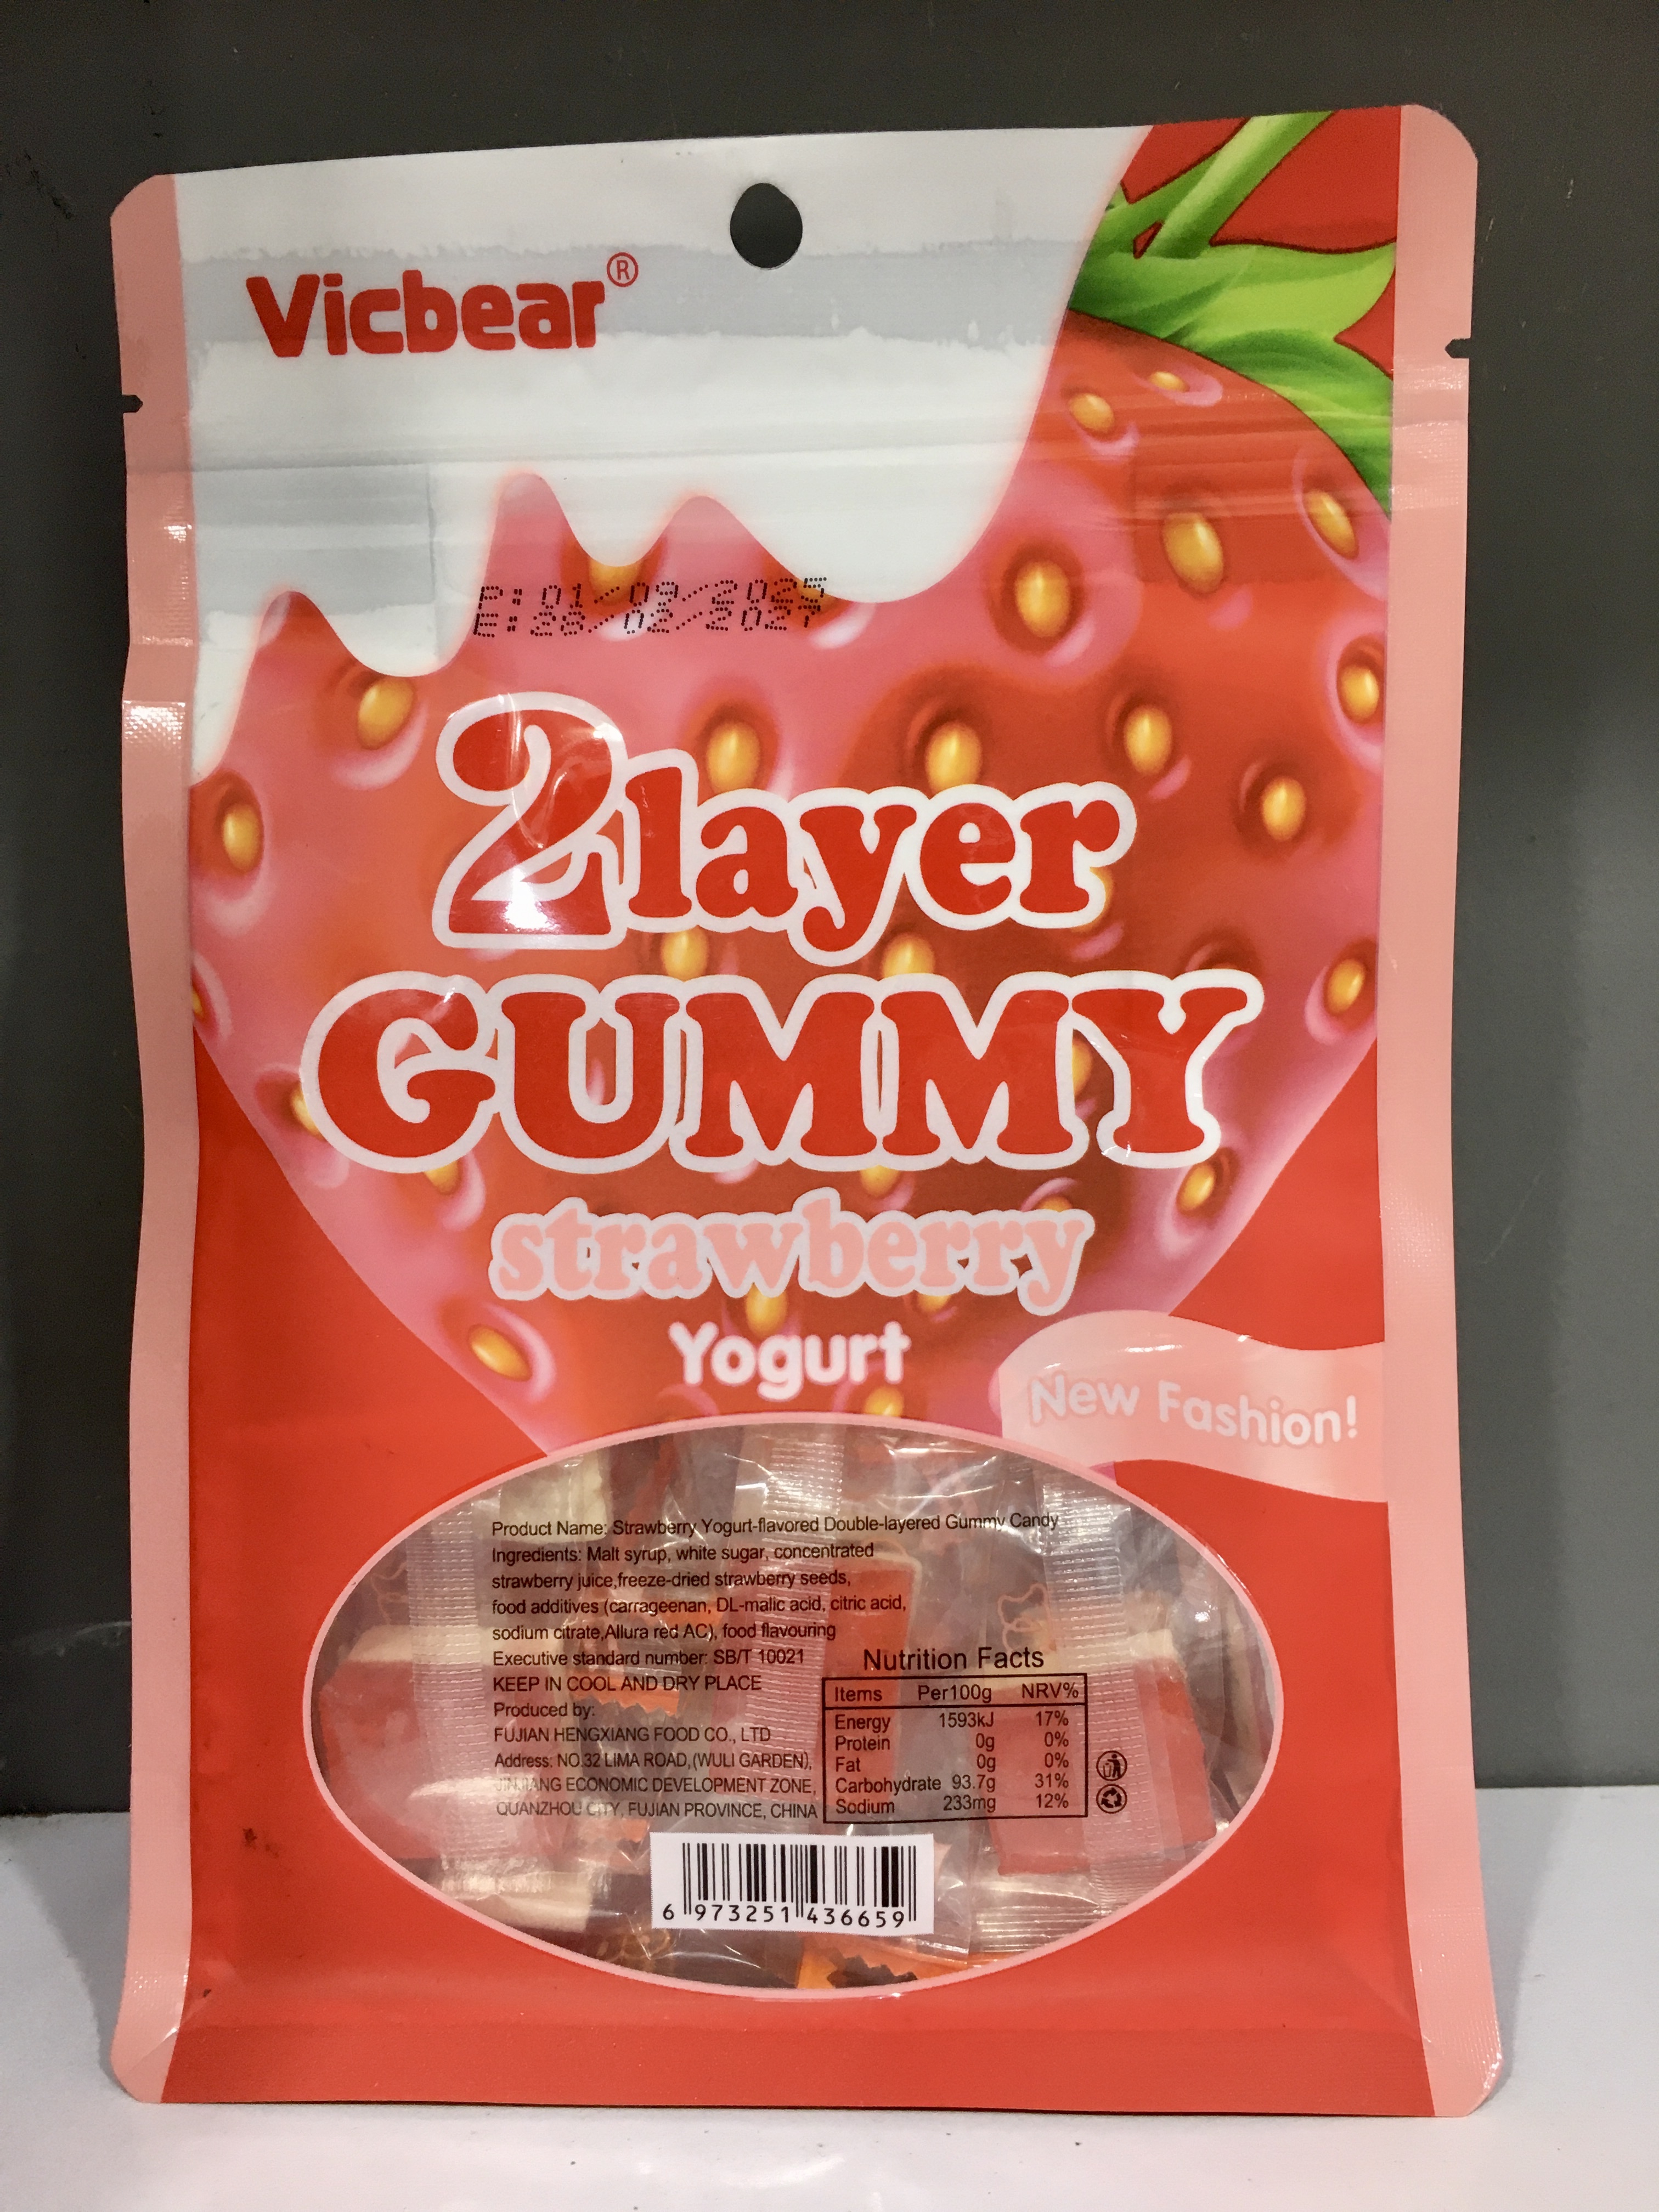 Vicbear®
P: 01/09/2025
E: 28/02/2027
2layer
GUMMY
strawberry
Yogurt
New Fashion!
Product Name: Strawberry Yogurt-flavored Double-layered Gummy Candy
Ingredients: Malt syrup, white sugar, concentrated
strawberry juice,freeze-dried strawberry seeds,
food additives (carrageenan, DL-malic acid, citric acid,
sodium citrate,Allura red AC), food flavouring
Executive standard number: SB/T 10021
KEEP IN COOL AND DRY PLACE
Produced by:
FUJIAN HENGXIANG FOOD CO., LTD
Address: NO.32 LIMA ROAD,(WULI GARDEN),
JINJIANG ECONOMIC DEVELOPMENT ZONE,
QUANZHOU CITY, FUJIAN PROVINCE, CHINA
Nutrition Facts
Items Per100g NRV%
Energy 1593kJ 17%
Protein 0g 0%
Fat 0g 0%
Carbohydrate 93.7g 31%
Sodium 233mg 12%
6 973251 436659